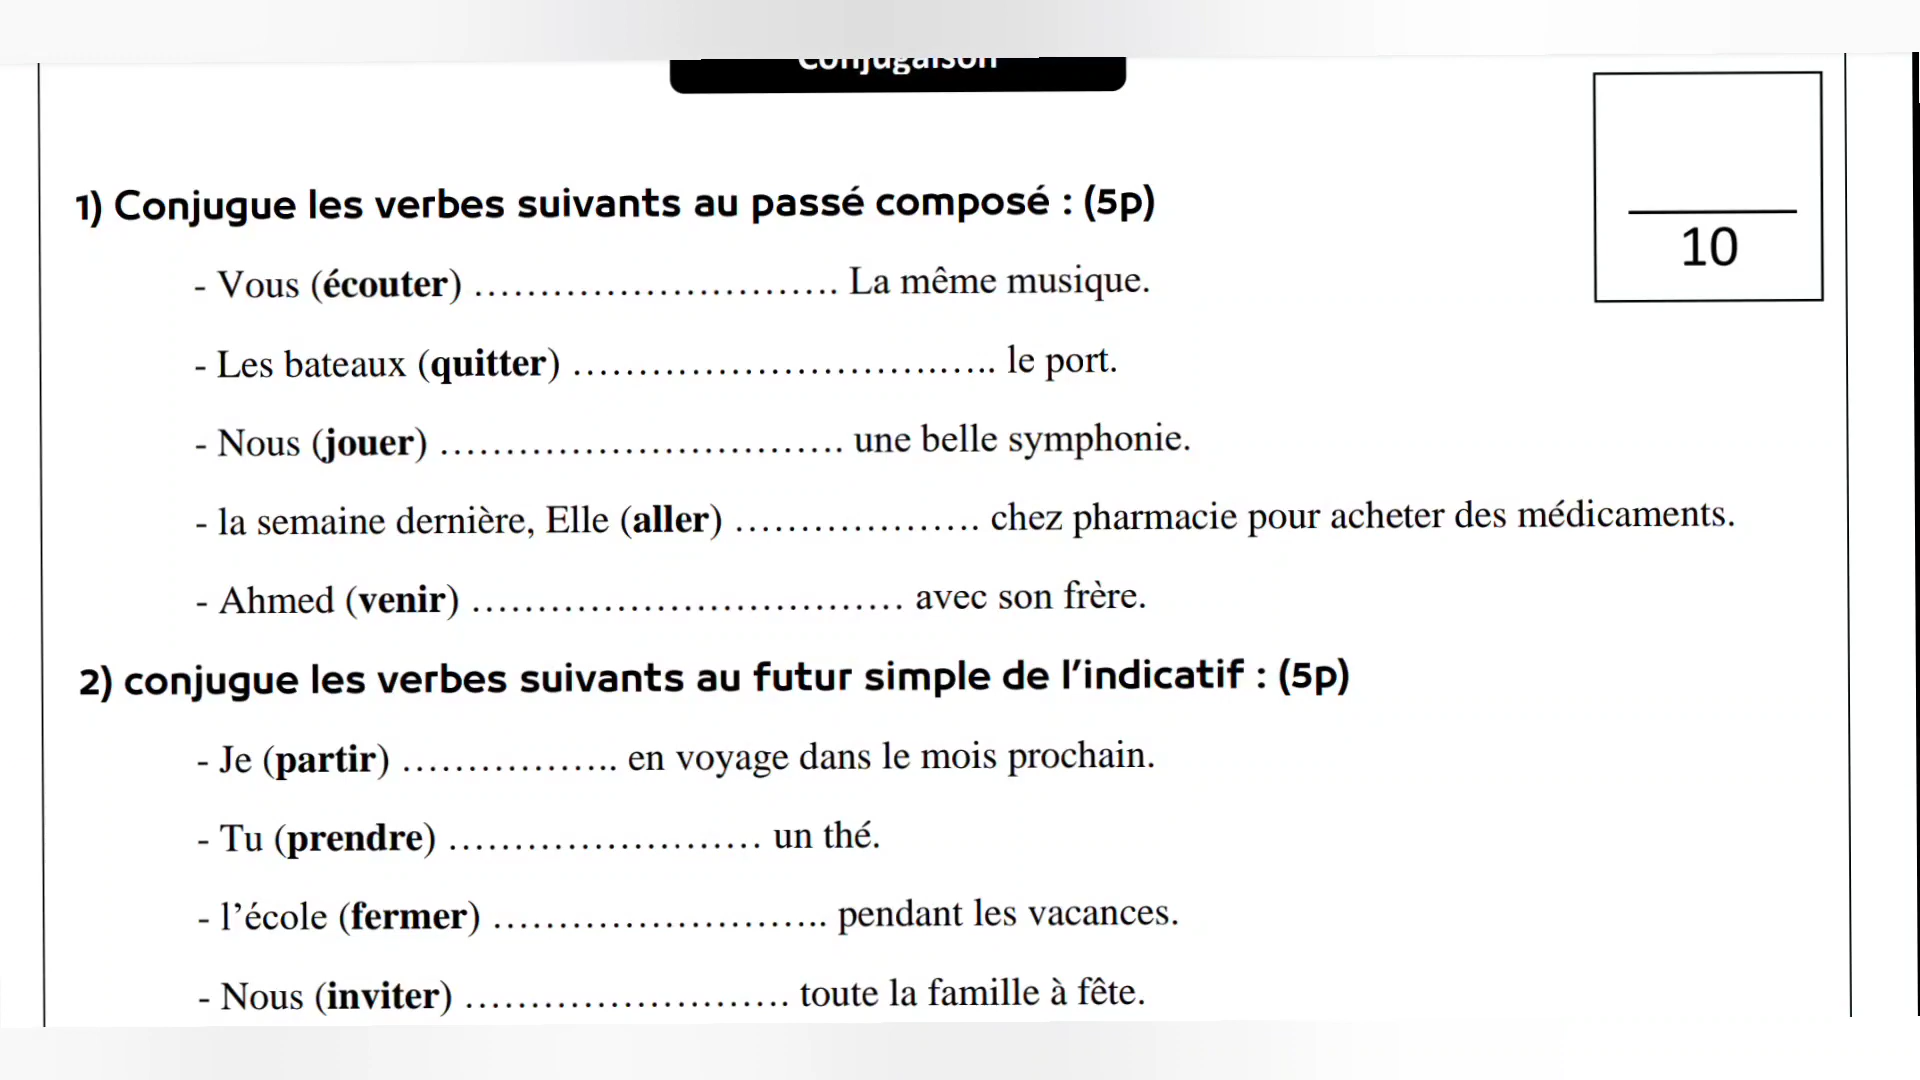 Conjugaison
10
1) Conjugue les verbes suivants au passé composé : (5p)
- Vous (écouter) ............................ La même musique.
- Les bateaux (quitter) ................................ le port.
- Nous (jouer) ............................... une belle symphonie.
- la semaine dernière, Elle (aller) ................... chez pharmacie pour acheter des médicaments.
- Ahmed (venir) ................................. avec son frère.
2) conjugue les verbes suivants au futur simple de l’indicatif : (5p)
- Je (partir) ................. en voyage dans le mois prochain.
- Tu (prendre) ........................ un thé.
- l’école (fermer) .......................... pendant les vacances.
- Nous (inviter) ......................... toute la famille à fête.